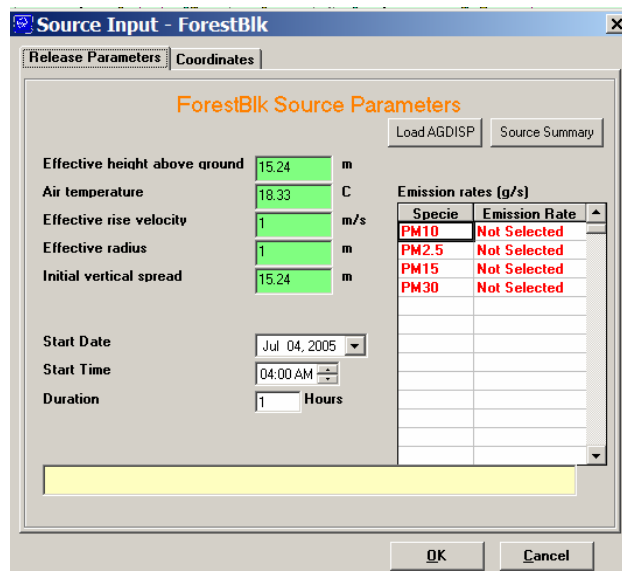 Source Input - ForestBlk
Release Parameters Coordinates
ForestBlk Source Parameters
Load AGDISP Source Summary
Effective height above ground 15.24 m
Air temperature 18.33 C
Effective rise velocity 1 m/s
Effective radius 1 m
Initial vertical spread 15.24 m
Emission rates (g/s)
Specie Emission Rate
PM10 Not Selected
PM2.5 Not Selected
PM15 Not Selected
PM30 Not Selected
Start Date Jul 04, 2005
Start Time 04:00 AM
Duration 1 Hours
OK Cancel